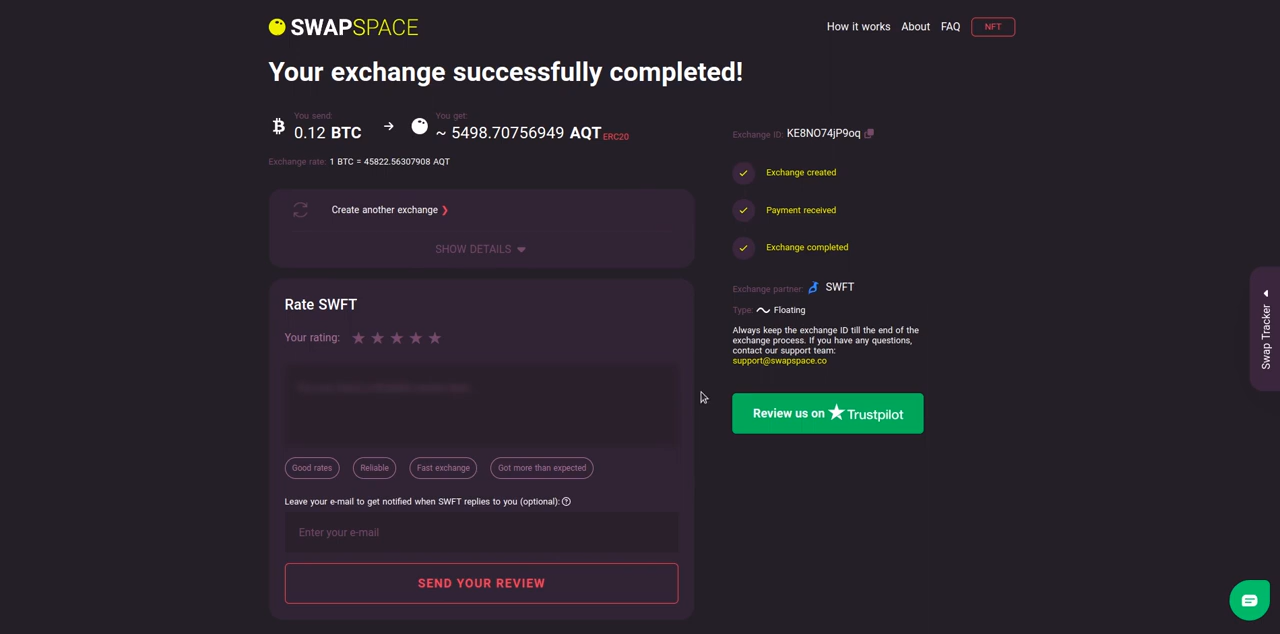 SWAPSPACE
How it works About FAQ NFT
Your exchange successfully completed!
You send:
0.12 BTC
You get:
~ 5498.70756949 AQT ERC20
Exchange rate: 1 BTC = 45822.56307908 AQT
Create another exchange ❯
SHOW DETAILS
Rate SWFT
Your rating:
Good rates Reliable Fast exchange Got more than expected
Leave your e-mail to get notified when SWFT replies to you (optional):
Enter your e-mail
SEND YOUR REVIEW
Exchange ID: KE8NO74jP9oq
Exchange created
Payment received
Exchange completed
Exchange partner: SWFT
Type: Floating
Always keep the exchange ID till the end of the
exchange process. If you have any questions,
contact our support team:
support@swapspace.co
Review us on Trustpilot
Swap Tracker